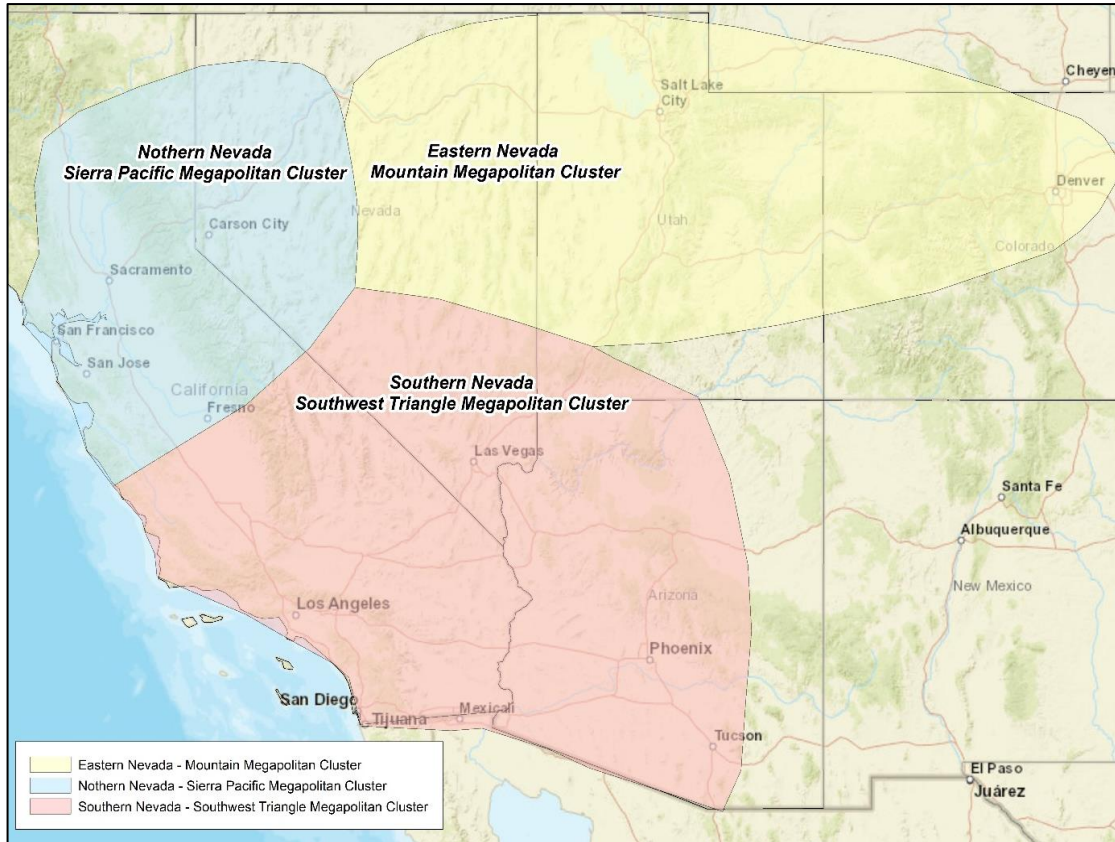 Cheyen
Salt Lake
City
Nothern Nevada
Sierra Pacific Megapolitan Cluster
Eastern Nevada
Mountain Megapolitan Cluster
Denver
Nevada
Utah
Carson City
Colorado
Sacramento
San Francisco
San Jose
California
Fresno
Southern Nevada
Southwest Triangle Megapolitan Cluster
Las Vegas
Santa Fe
Albuquerque
New Mexico
Arizona
Los Angeles
Phoenix
San Diego
Tijuana
Mexicali
Tucson
El Paso
Juárez
Eastern Nevada - Mountain Megapolitan Cluster
Nothern Nevada - Sierra Pacific Megapolitan Cluster
Southern Nevada - Southwest Triangle Megapolitan Cluster